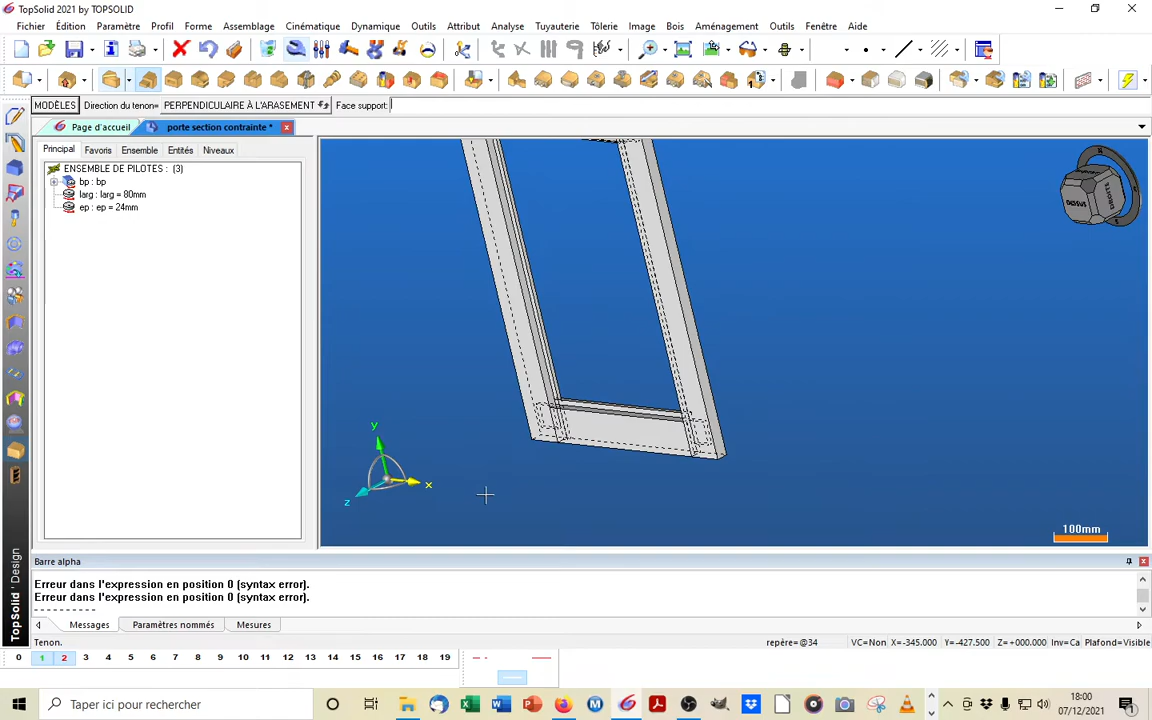 TopSolid 2021 by TOPSOLID
Fichier Édition Paramètre Profil Forme Assemblage Cinématique Dynamique Outils Attribut Analyse Tuyauterie Tôlerie Image Bois Aménagement Outils Fenêtre Aide
MODÈLES Direction du tenon= PERPENDICULAIRE À L'ARASEMENT Face support:
Page d'accueil porte section contrainte *
Principal Favoris Ensemble Entités Niveaux
ENSEMBLE DE PILOTES : (3)
bp : bp
larg : larg = 80mm
ep : ep = 24mm
y
x
z
100mm
TopSolid'Design
Barre alpha
Erreur dans l'expression en position 0 (syntax error).
Erreur dans l'expression en position 0 (syntax error).
----------
Messages Paramètres nommés Mesures
Tenon. repère=@34 VC=Non X=-345.000 Y=-427.500 Z=+000.000 Inv=Ca Plafond=Visible
0 1 2 3 4 5 6 7 8 9 10 11 12 13 14 15 16 17 18 19
Taper ici pour rechercher
18:00
07/12/2021